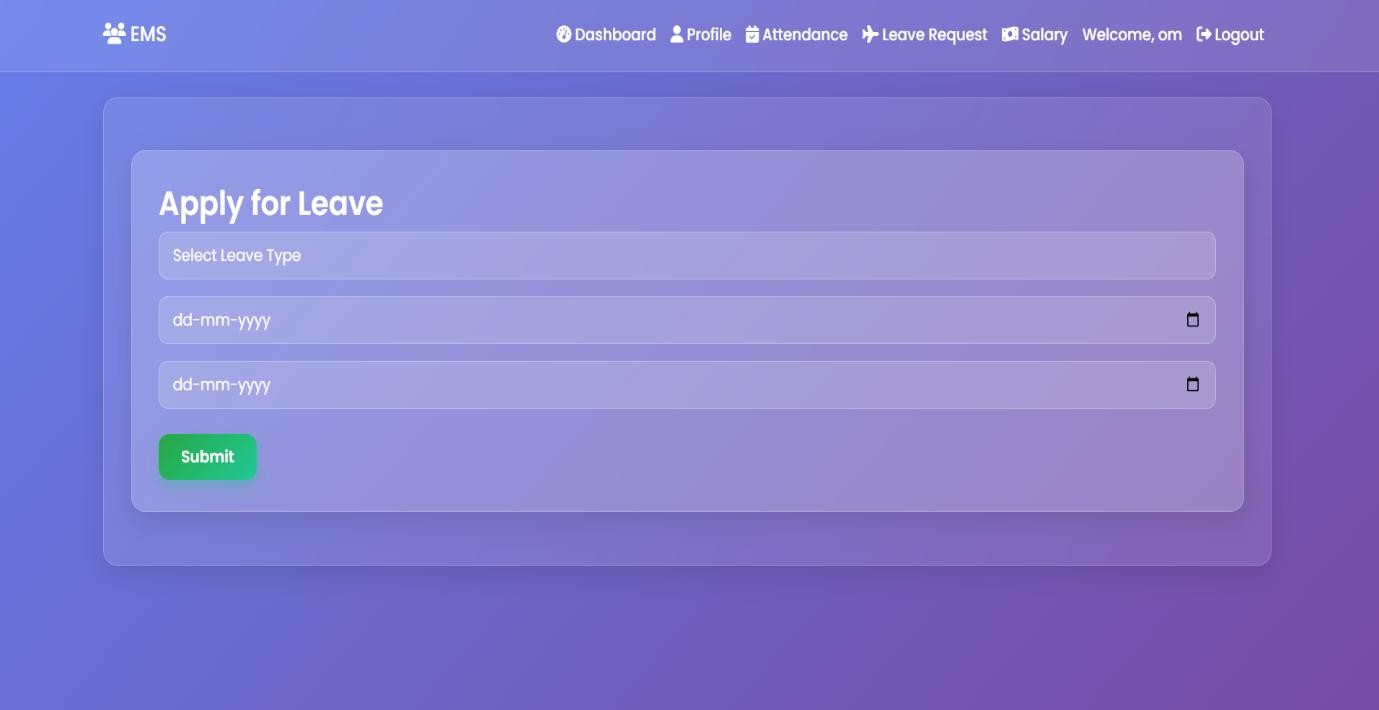 EMS
Dashboard Profile Attendance Leave Request Salary Welcome, om Logout
Apply for Leave
Select Leave Type
dd-mm-yyyy
dd-mm-yyyy
Submit